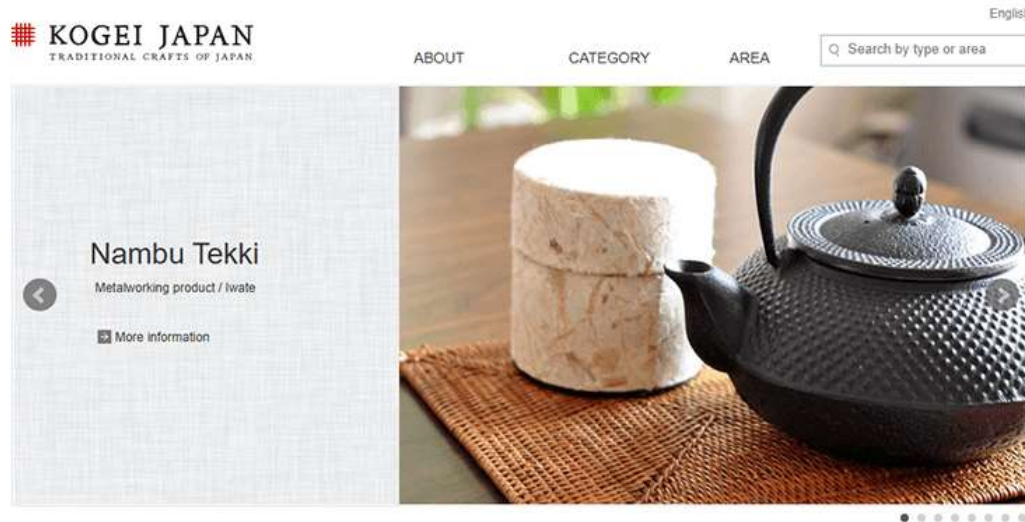 English
KOGEI JAPAN
TRADITIONAL CRAFTS OF JAPAN
ABOUT CATEGORY AREA
Search by type or area
Nambu Tekki
Metalworking product / Iwate
More information